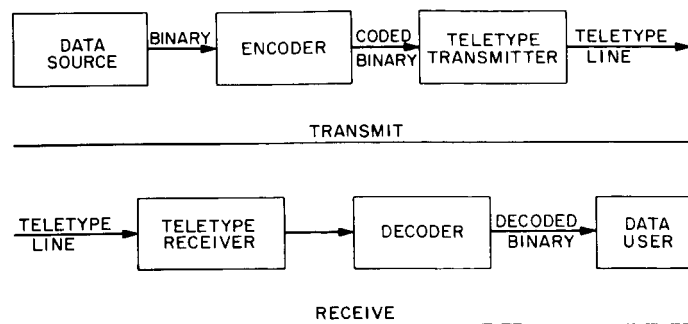 DATA
SOURCE
BINARY
ENCODER
CODED
BINARY
TELETYPE
TRANSMITTER
TELETYPE
LINE
TRANSMIT
TELETYPE
LINE
TELETYPE
RECEIVER
DECODER
DECODED
BINARY
DATA
USER
RECEIVE